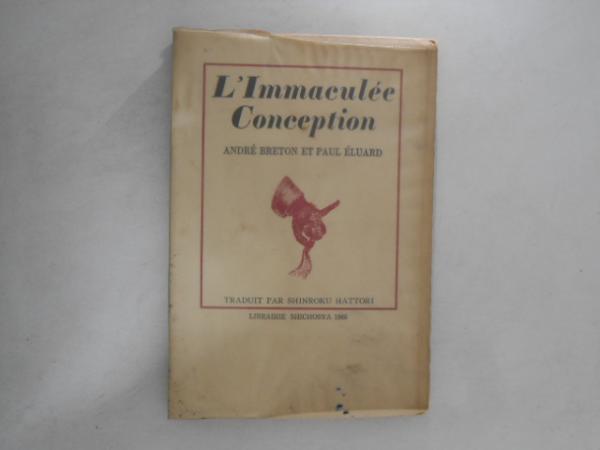 L'Immaculée
Conception
ANDRÉ BRETON ET PAUL ÉLUARD
TRADUIT PAR SHINROKU HATTORI
LIBRAIRIE SHICHOSYA